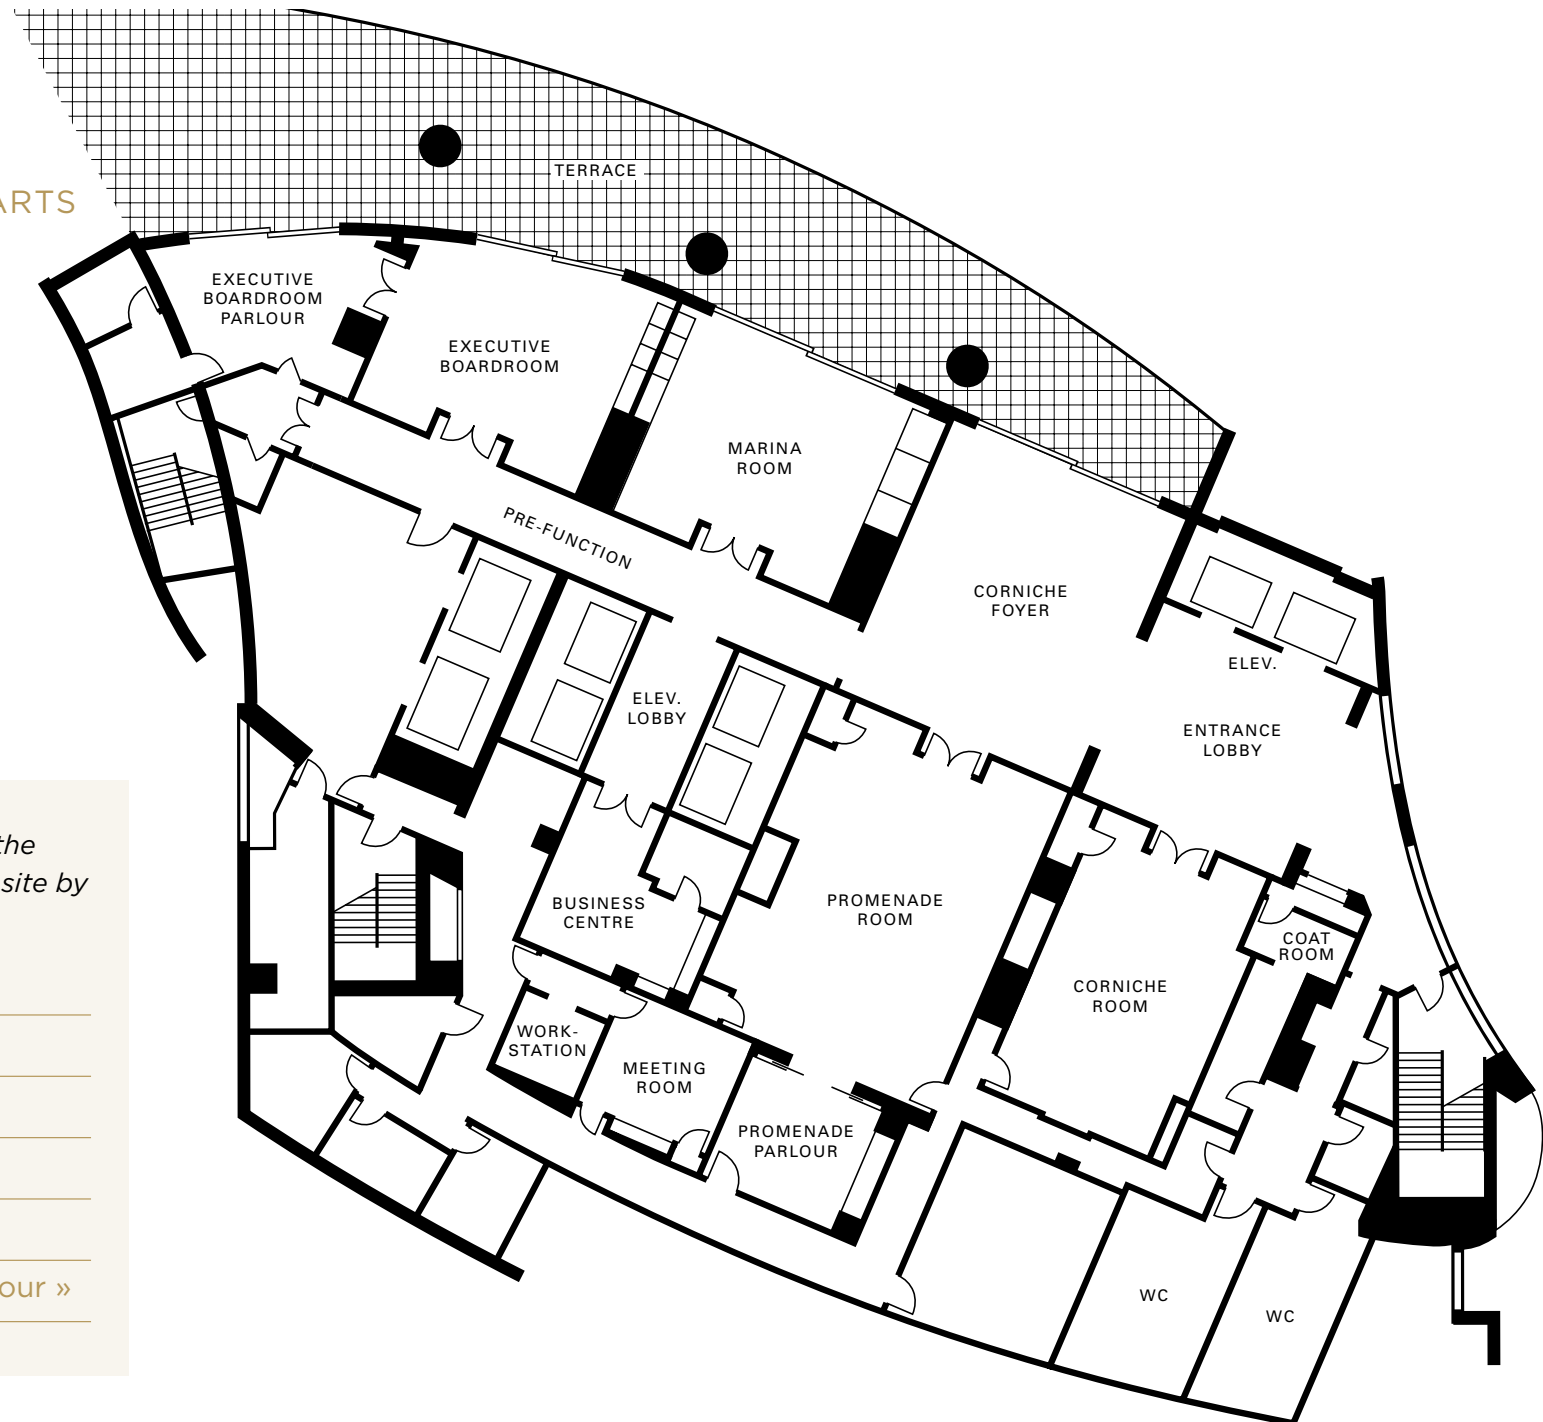 TERRACE
ARTS
EXECUTIVE
BOARDROOM
PARLOUR
EXECUTIVE
BOARDROOM
MARINA
ROOM
PRE-FUNCTION
CORNICHE
FOYER
ELEV.
ELEV.
LOBBY
ENTRANCE
LOBBY
the
site by
BUSINESS
CENTRE
PROMENADE
ROOM
COAT
ROOM
CORNICHE
ROOM
WORK-
STATION
MEETING
ROOM
PROMENADE
PARLOUR
our »
WC
WC